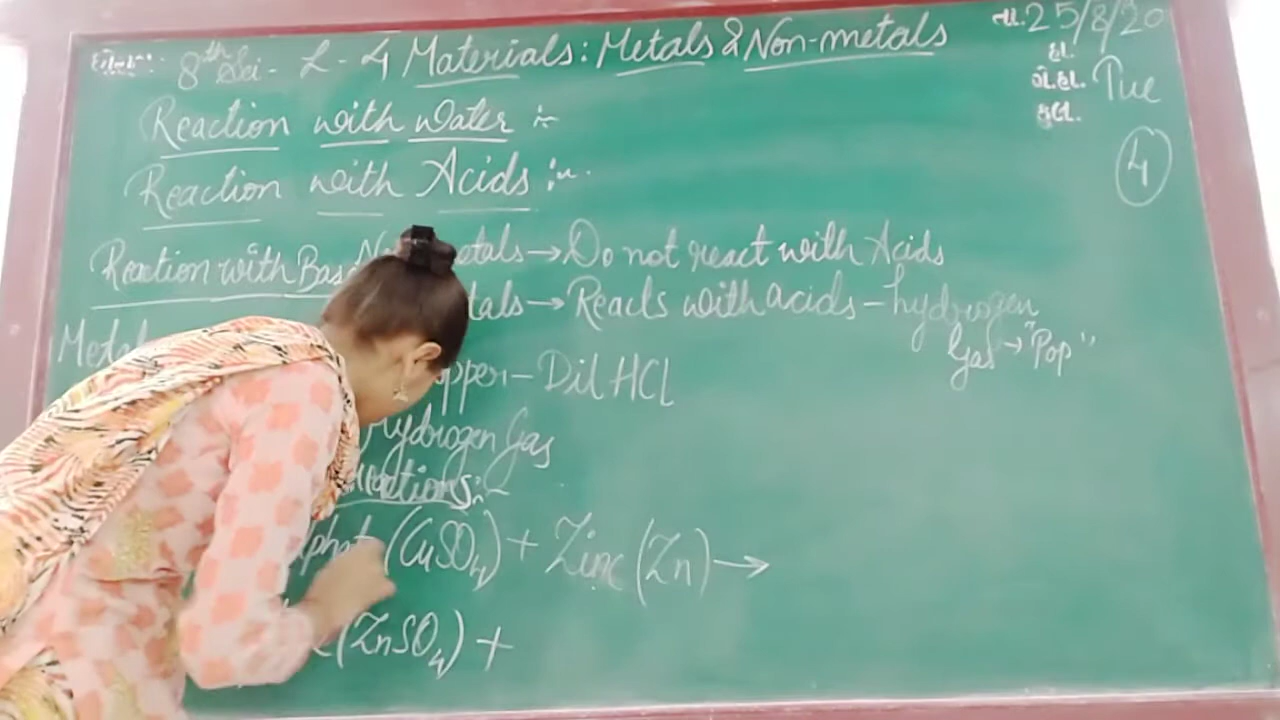 8th Sci - L - 4 Materials: Metals & Non-metals
તા. 25/8/20
Tue
4
Reaction with Water :-
Reaction with Acids :-
Reaction with Bas etals → Do not react with Acids
tals → Reacts with acids - hydrogen
Gas → "Pop"
Metal
opper - Dil HCL
Hydrogen Gas
(CuSO4) + Zinc (Zn) →
(ZnSO4) +